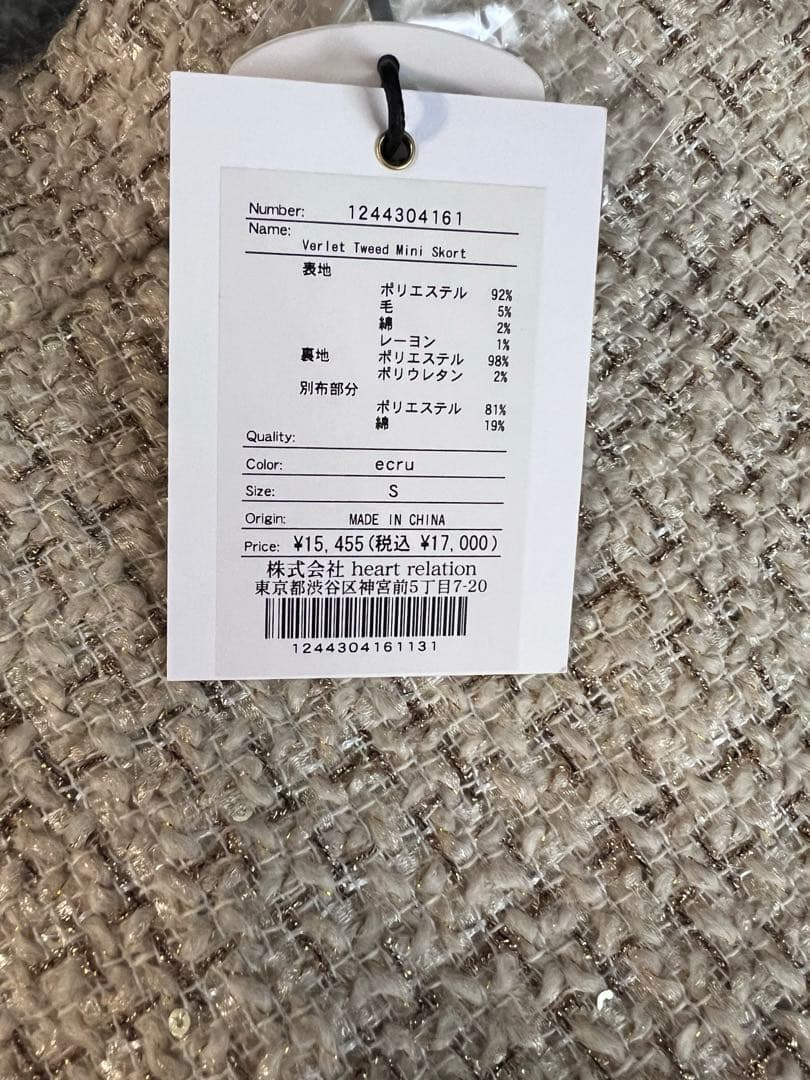 Number: 1244304161
Name:
Verlet Tweed Mini Skort
表地
ポリエステル 92%
毛 5%
綿 2%
レーヨン 1%
裏地 ポリエステル 98%
ポリウレタン 2%
別布部分
ポリエステル 81%
綿 19%
Quality:
Color: ecru
Size: S
Origin: MADE IN CHINA
Price: ¥15,455(税込 ¥17,000)
株式会社 heart relation
東京都渋谷区神宮前5丁目7-20
1244304161131